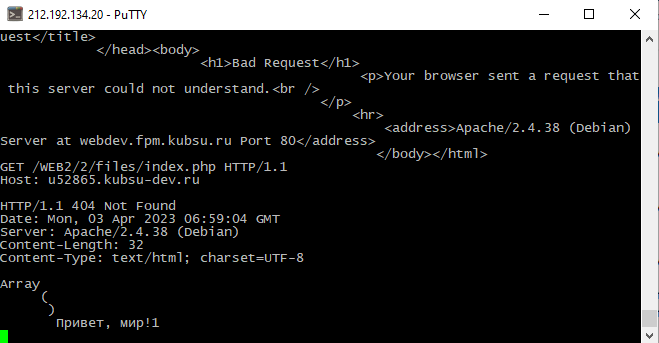 212.192.134.20 - PuTTY
uest</title>
</head><body>
<h1>Bad Request</h1>
<p>Your browser sent a request that
this server could not understand.<br />
</p>
<hr>
<address>Apache/2.4.38 (Debian)
Server at webdev.fpm.kubsu.ru Port 80</address>
</body></html>
GET /WEB2/2/files/index.php HTTP/1.1
Host: u52865.kubsu-dev.ru
HTTP/1.1 404 Not Found
Date: Mon, 03 Apr 2023 06:59:04 GMT
Server: Apache/2.4.38 (Debian)
Content-Length: 32
Content-Type: text/html; charset=UTF-8
Array
(
)
Привет, мир!1